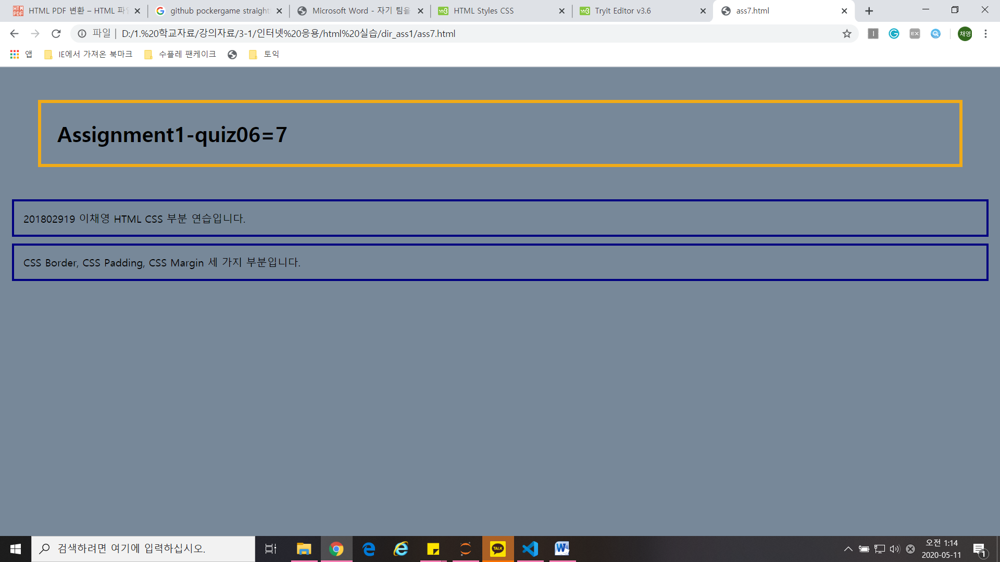 HTML PDF 변환 – HTML 파일
github pockergame straight
Microsoft Word - 자기 팀을
HTML Styles CSS
Tryit Editor v3.6
ass7.html
파일 | D:/1.%20학교자료/강의자료/3-1/인터넷%20응용/html%20실습/dir_ass1/ass7.html
EX
채영
앱
IE에서 가져온 북마크
수플레 팬케이크
토익
Assignment1-quiz06=7
201802919 이채영 HTML CSS 부분 연습입니다.
CSS Border, CSS Padding, CSS Margin 세 가지 부분입니다.
검색하려면 여기에 입력하십시오.
TALK
오전 1:14
2020-05-11
1